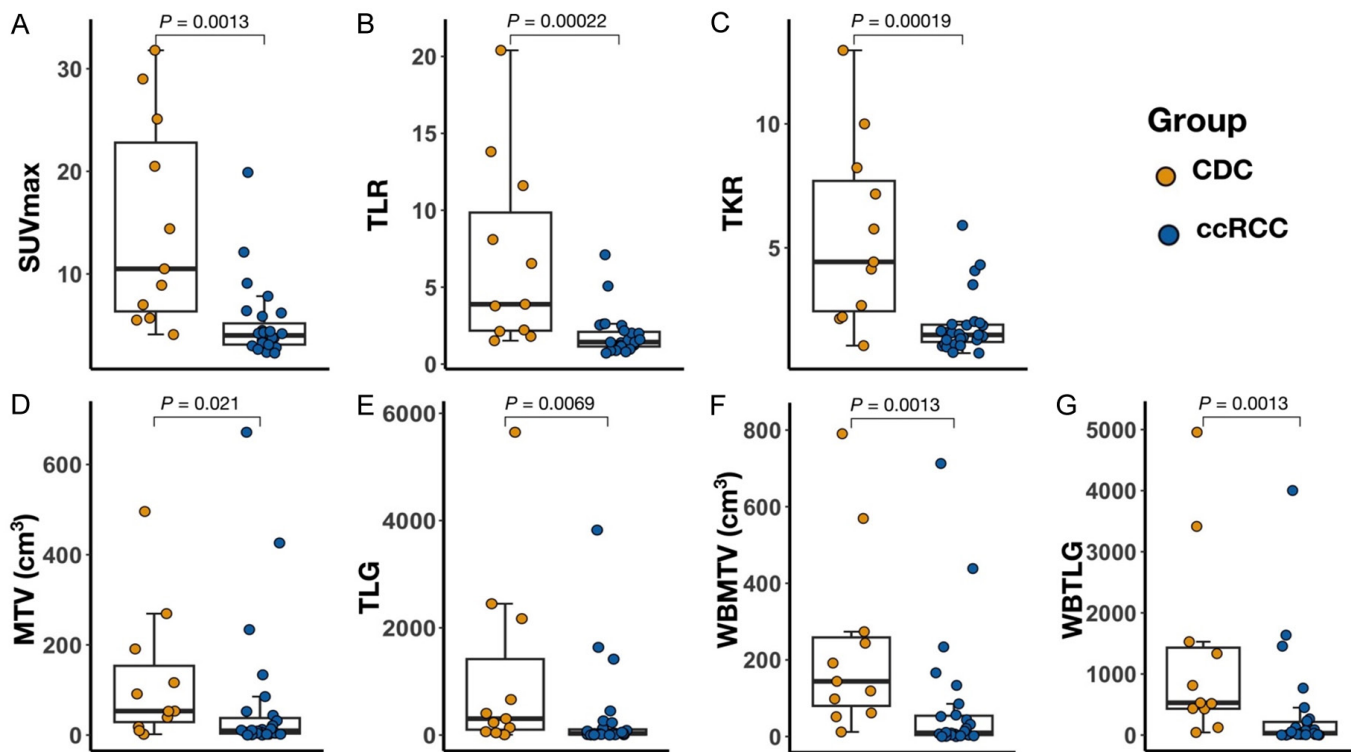 A
P = 0.0013
SUVmax
30
20
10
B
P = 0.00022
TLR
20
15
10
5
0
C
P = 0.00019
TKR
10
5
Group
CDC
ccRCC
D
P = 0.021
MTV (cm³)
600
400
200
0
E
P = 0.0069
TLG
6000
4000
2000
0
F
P = 0.0013
WBMTV (cm³)
800
600
400
200
0
G
P = 0.0013
WBTLG
5000
4000
3000
2000
1000
0